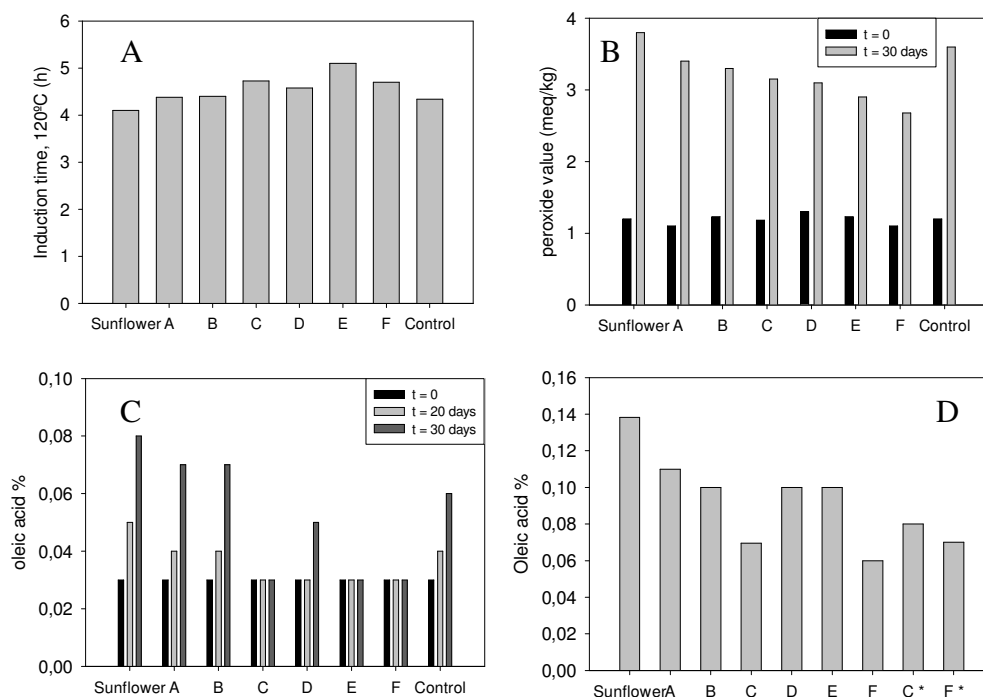 A
Induction time, 120ºC (h)
6
5
4
3
2
1
0
Sunflower A B C D E F Control
B
t = 0
t = 30 days
peroxide value (meq/kg)
4
3
2
1
0
Sunflower A B C D E F Control
C
t = 0
t = 20 days
t = 30 days
oleic acid %
0,10
0,08
0,06
0,04
0,02
0,00
Sunflower A B C D E F Control
D
Oleic acid %
0,16
0,14
0,12
0,10
0,08
0,06
0,04
0,02
0,00
SunflowerA B C D E F C * F *